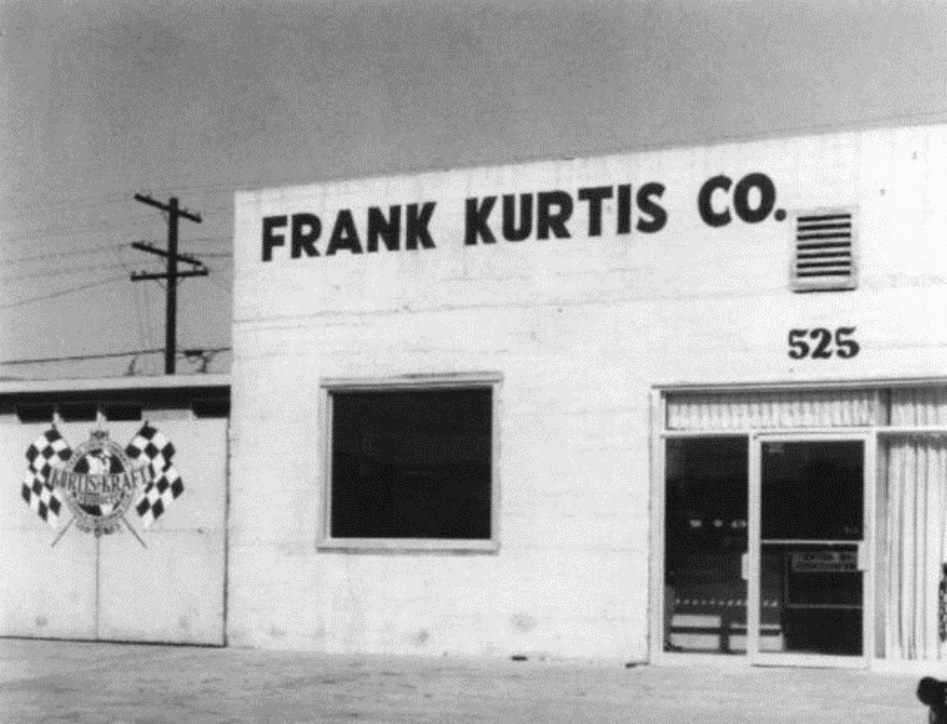 FRANK KURTIS CO.
525
KURTIS-KRAFT